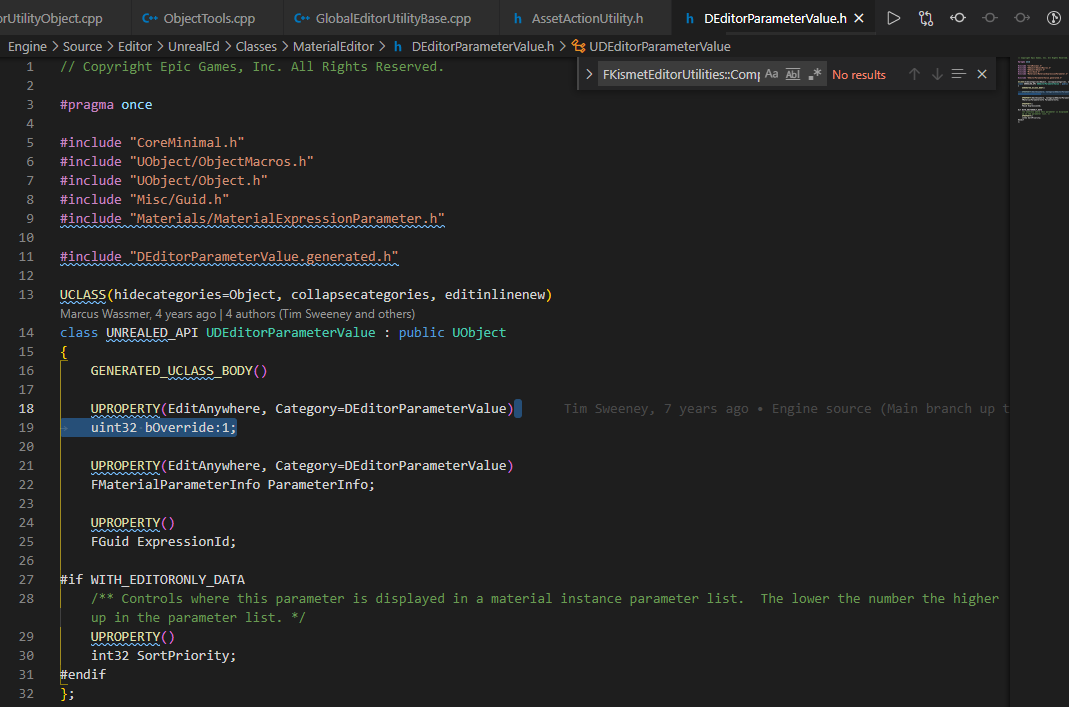 orUtilityObject.cpp
C++ ObjectTools.cpp
C++ GlobalEditorUtilityBase.cpp
h AssetActionUtility.h
h DEditorParameterValue.h
Engine > Source > Editor > UnrealEd > Classes > MaterialEditor > h DEditorParameterValue.h > UDEditorParameterValue
> FKismetEditorUtilities::Comp Aa Abl .* No results
1 // Copyright Epic Games, Inc. All Rights Reserved.
2
3 #pragma once
4
5 #include "CoreMinimal.h"
6 #include "UObject/ObjectMacros.h"
7 #include "UObject/Object.h"
8 #include "Misc/Guid.h"
9 #include "Materials/MaterialExpressionParameter.h"
10
11 #include "DEditorParameterValue.generated.h"
12
13 UCLASS(hidecategories=Object, collapsecategories, editinlinenew)
Marcus Wassmer, 4 years ago | 4 authors (Tim Sweeney and others)
14 class UNREALED_API UDEditorParameterValue : public UObject
15 {
16 GENERATED_UCLASS_BODY()
17
18 UPROPERTY(EditAnywhere, Category=DEditorParameterValue) Tim Sweeney, 7 years ago • Engine source (Main branch up t
19 uint32 bOverride:1;
20
21 UPROPERTY(EditAnywhere, Category=DEditorParameterValue)
22 FMaterialParameterInfo ParameterInfo;
23
24 UPROPERTY()
25 FGuid ExpressionId;
26
27 #if WITH_EDITORONLY_DATA
28 /** Controls where this parameter is displayed in a material instance parameter list.  The lower the number the higher
up in the parameter list. */
29 UPROPERTY()
30 int32 SortPriority;
31 #endif
32 };